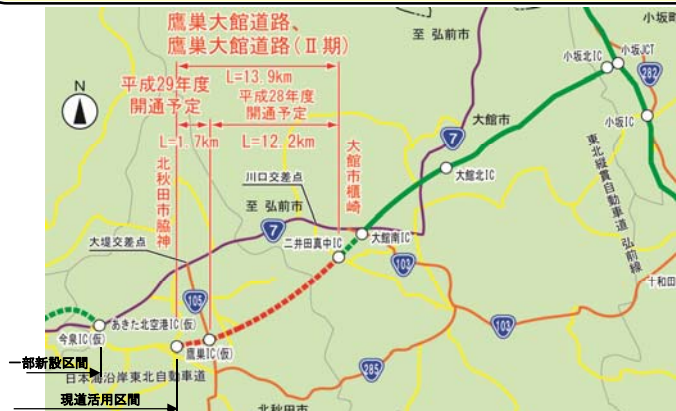 鷹巣大館道路、
鷹巣大館道路(Ⅱ期)
L=13.9km
平成29年度
開通予定
平成28年度
開通予定
L=1.7km
L=12.2km
N
北秋田市脇神
大館市櫃崎
至 弘前市
小坂町
小坂北IC
小坂JCT
282
小坂IC
7
大館市
大館北IC
東北縦貫自動車道 弘前線
川口交差点
至 弘前市
7
大館南IC
二井田真中IC
大堤交差点
103
十和田
105
あきた北空港IC(仮)
今泉IC(仮)
鷹巣IC(仮)
103
285
一部新設区間
日本海沿岸東北自動車道
現道活用区間
北秋田市